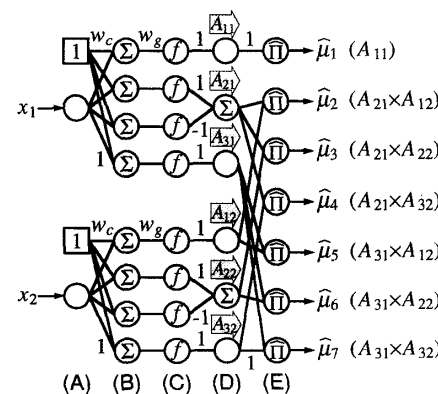 1 w_c Σ w_g f 1 A₁₁ 1 Π̂ μ̂₁ (A₁₁)
Σ f 1 A₂₁ Σ Π̂ μ̂₂ (A₂₁×A₁₂)
x₁ Σ f -1 Π̂ μ̂₃ (A₂₁×A₂₂)
1 Σ f 1 A₃₁
Π̂ μ̂₄ (A₂₁×A₃₂)
1 w_c Σ w_g f 1 A₁₂ Π̂ μ̂₅ (A₃₁×A₁₂)
Σ f 1 A₂₂ Σ Π̂ μ̂₆ (A₃₁×A₂₂)
x₂ Σ f -1
1 Σ f 1 A₃₂ 1 Π̂ μ̂₇ (A₃₁×A₃₂)
(A) (B) (C) (D) (E)